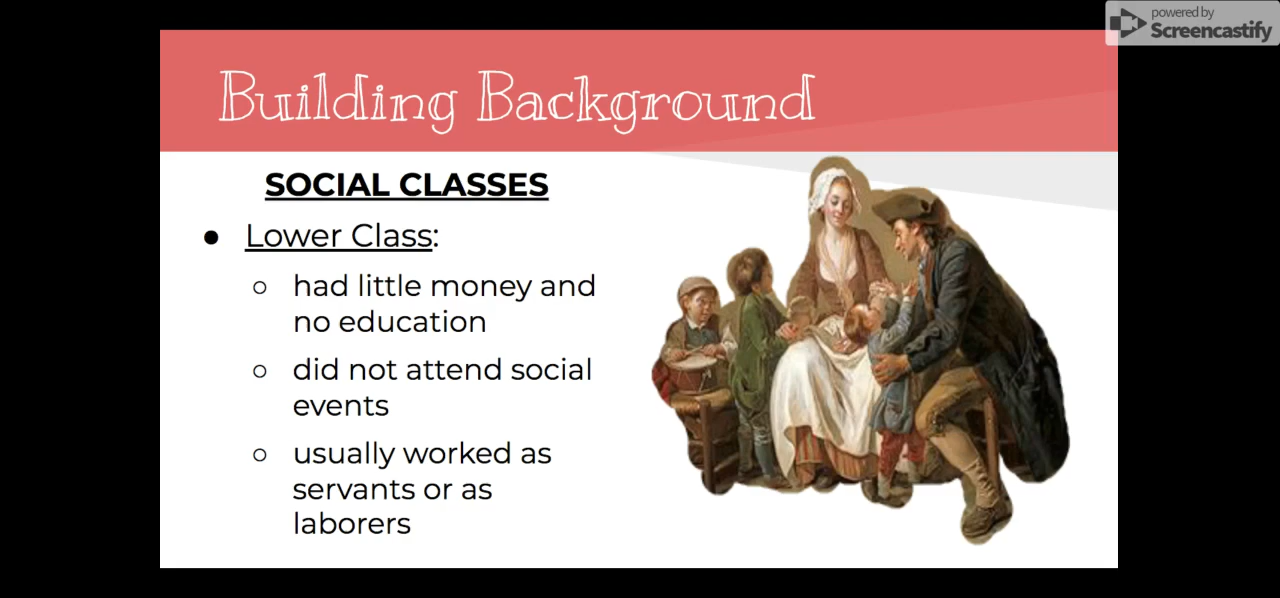 powered by
Screencastify
Building Background
SOCIAL CLASSES
● Lower Class:
○ had little money and
no education
○ did not attend social
events
○ usually worked as
servants or as
laborers